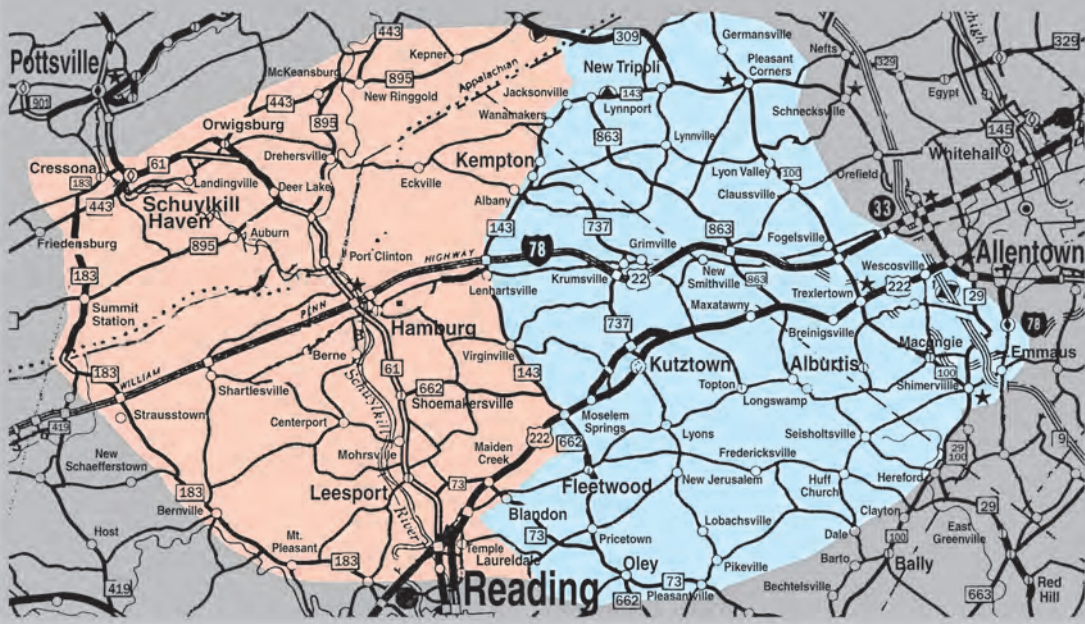 443
309
Germansville
Nefts
high
329
Pottsville
Kepner
New Tripoli
Pleasant
Corners
329
McKeansburg
895
Appalachian
Jacksonville
143
Egypt
901
443
New Ringgold
Wanamakers
Lynnport
Schnecksville
145
Orwigsburg
895
863
Lynnville
Whitehall
61
Drehersville
Kempton
Lyon Valley
Orefield
Cressona
183
Landingville
Deer Lake
Eckville
100
Claussville
33
443
Schuylkill
Haven
Albany
737
863
Friedensburg
895
Auburn
143
Grimville
Fogelsville
Allentown
Port Clinton
HIGHWAY
78
183
Krumsville
22
New
Smithville
863
Wescosville
222
Summit
Station
PENN
Lenhartsville
Maxatawny
Trexlertown
29
Hamburg
737
Breinigsville
78
Berne
Virginville
Kutztown
Alburtis
Macungie
Emmaus
183
WILLIAM
61
143
100
Shartlesville
Schuylkill
662
Topton
Shimerville
Strausstown
Shoemakersville
Longswamp
419
Centerport
Moselem
Springs
222
662
Lyons
Seisholtsville
9
New
Schaefferstown
Mohrsville
Maiden
Creek
Fredericksville
29
100
183
Leesport
73
Fleetwood
New Jerusalem
Huff
Church
Hereford
Bernville
River
Blandon
Clayton
29
Host
Mt.
Pleasant
73
Lobachsville
Dale
East
Greenville
183
Temple
Laureldale
Pricetown
100
Pikeville
Barto
Bally
419
Reading
Oley
73
Bechtelsville
Red
Hill
662
Pleasantville
663